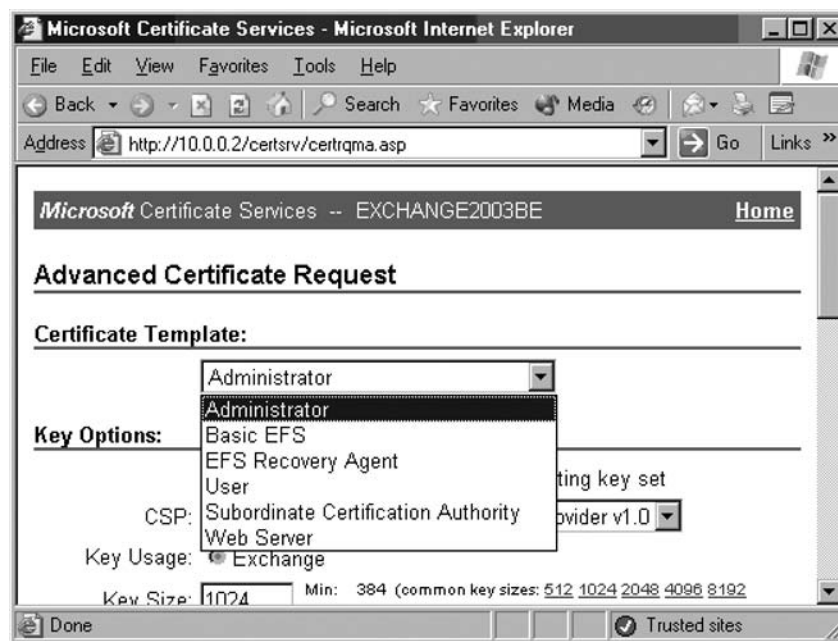 Microsoft Certificate Services - Microsoft Internet Explorer
File Edit View Favorites Tools Help
Back Search Favorites Media
Address http://10.0.0.2/certsrv/certrqma.asp Go Links »
Microsoft Certificate Services -- EXCHANGE2003BE Home
Advanced Certificate Request
Certificate Template:
Administrator
Administrator
Basic EFS
Key Options:
EFS Recovery Agent
ting key set
User
CSP: Subordinate Certification Authority ovider v1.0
Web Server
Key Usage: Exchange
Key Size: 1024 Min: 384 (common key sizes: 512 1024 2048 4096 8192
Done Trusted sites